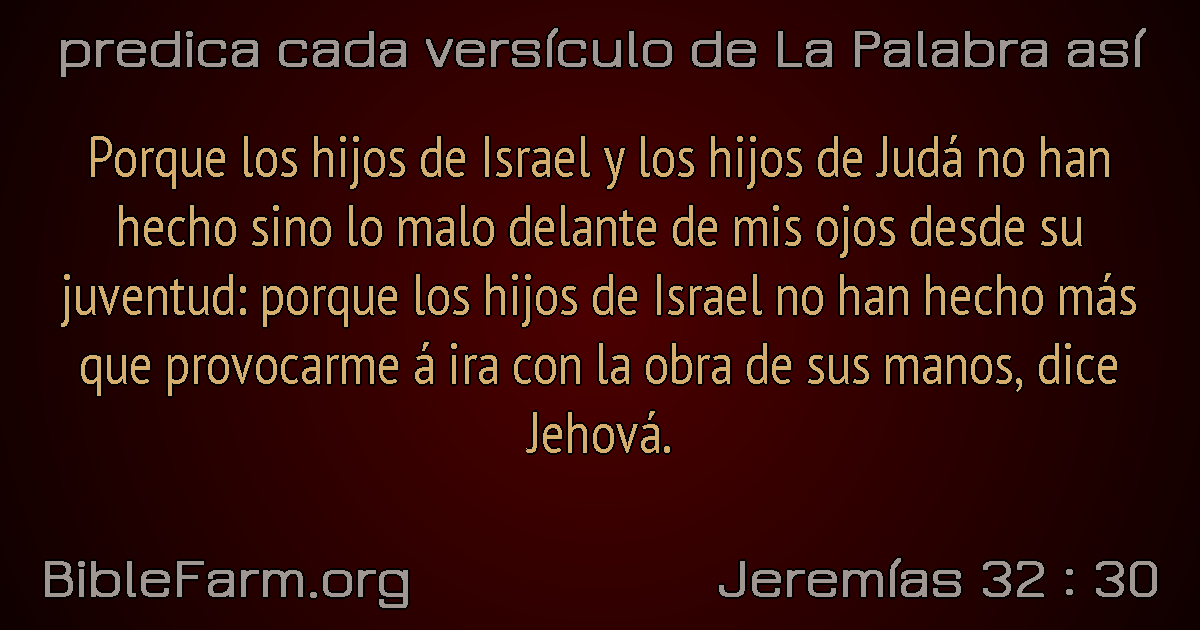 predica cada versículo de La Palabra así
Porque los hijos de Israel y los hijos de Judá no han
hecho sino lo malo delante de mis ojos desde su
juventud: porque los hijos de Israel no han hecho más
que provocarme á ira con la obra de sus manos, dice
Jehová.
BibleFarm.org
Jeremías 32 : 30